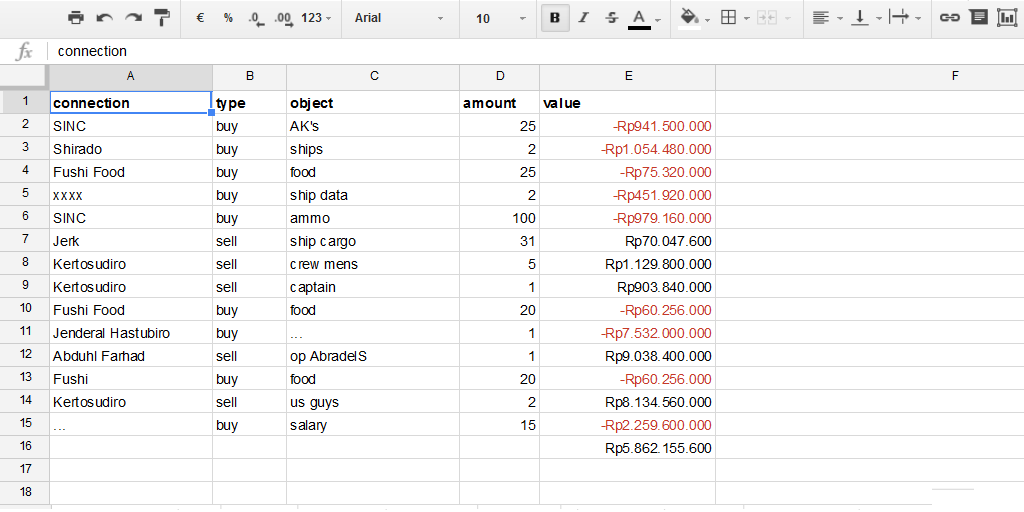 € % .0 .00 123 Arial 10 B I S A
fx connection
A B C D E F
1 connection type object amount value
2 SINC buy AK's 25 -Rp941.500.000
3 Shirado buy ships 2 -Rp1.054.480.000
4 Fushi Food buy food 25 -Rp75.320.000
5 xxxx buy ship data 2 -Rp451.920.000
6 SINC buy ammo 100 -Rp979.160.000
7 Jerk sell ship cargo 31 Rp70.047.600
8 Kertosudiro sell crew mens 5 Rp1.129.800.000
9 Kertosudiro sell captain 1 Rp903.840.000
10 Fushi Food buy food 20 -Rp60.256.000
11 Jenderal Hastubiro buy ... 1 -Rp7.532.000.000
12 Abduhl Farhad sell op AbradelS 1 Rp9.038.400.000
13 Fushi buy food 20 -Rp60.256.000
14 Kertosudiro sell us guys 2 Rp8.134.560.000
15 ... buy salary 15 -Rp2.259.600.000
16 Rp5.862.155.600
17
18